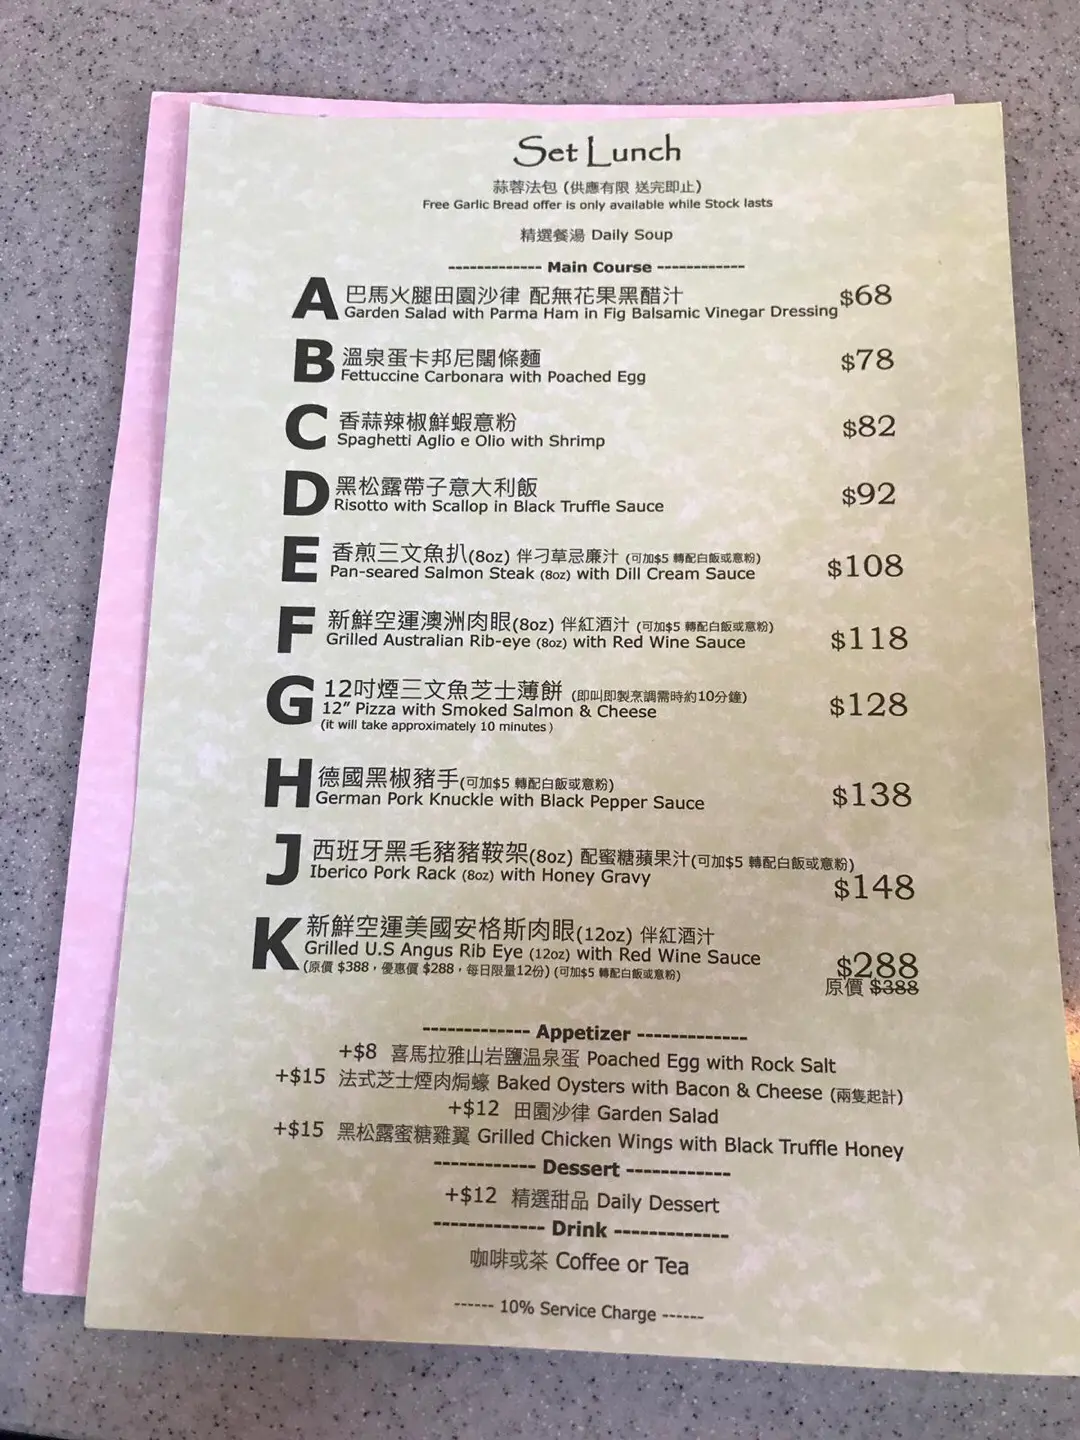 Set Lunch
蒜蓉法包 (供應有限 送完即止)
Free Garlic Bread offer is only available while Stock lasts
精選餐湯 Daily Soup
------------- Main Course ------------
A 巴馬火腿田園沙律 配無花果黑醋汁 $68
Garden Salad with Parma Ham in Fig Balsamic Vinegar Dressing
B 溫泉蛋卡邦尼闊條麵 $78
Fettuccine Carbonara with Poached Egg
C 香蒜辣椒鮮蝦意粉 $82
Spaghetti Aglio e Olio with Shrimp
D 黑松露帶子意大利飯 $92
Risotto with Scallop in Black Truffle Sauce
E 香煎三文魚扒(8oz) 伴刁草忌廉汁 (可加$5 轉配白飯或意粉) $108
Pan-seared Salmon Steak (8oz) with Dill Cream Sauce
F 新鮮空運澳洲肉眼(8oz) 伴紅酒汁 (可加$5 轉配白飯或意粉) $118
Grilled Australian Rib-eye (8oz) with Red Wine Sauce
G 12吋煙三文魚芝士薄餅 (即叫即製烹調需時約10分鐘) $128
12” Pizza with Smoked Salmon & Cheese
(it will take approximately 10 minutes)
H 德國黑椒豬手(可加$5 轉配白飯或意粉) $138
German Pork Knuckle with Black Pepper Sauce
J 西班牙黑毛豬豬鞍架(8oz) 配蜜糖蘋果汁(可加$5 轉配白飯或意粉)
Iberico Pork Rack (8oz) with Honey Gravy $148
K 新鮮空運美國安格斯肉眼(12oz) 伴紅酒汁
Grilled U.S Angus Rib Eye (12oz) with Red Wine Sauce $288
(原價 $388，優惠價 $288，每日限量12份) (可加$5 轉配白飯或意粉) 原價 $388
------------- Appetizer -------------
+$8 喜馬拉雅山岩鹽温泉蛋 Poached Egg with Rock Salt
+$15 法式芝士煙肉焗蠔 Baked Oysters with Bacon & Cheese (兩隻起計)
+$12 田園沙律 Garden Salad
+$15 黑松露蜜糖雞翼 Grilled Chicken Wings with Black Truffle Honey
------------ Dessert ------------
+$12 精選甜品 Daily Dessert
------------- Drink -------------
咖啡或茶 Coffee or Tea
------ 10% Service Charge ------